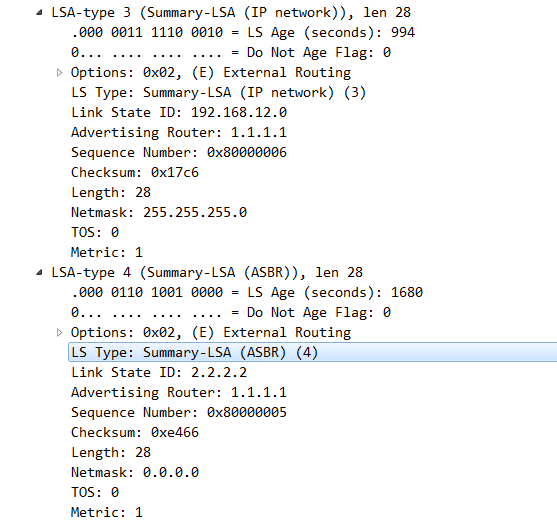 LSA-type 3 (Summary-LSA (IP network)), len 28
.000 0011 1110 0010 = LS Age (seconds): 994
0... .... .... .... = Do Not Age Flag: 0
Options: 0x02, (E) External Routing
LS Type: Summary-LSA (IP network) (3)
Link State ID: 192.168.12.0
Advertising Router: 1.1.1.1
Sequence Number: 0x80000006
Checksum: 0x17c6
Length: 28
Netmask: 255.255.255.0
TOS: 0
Metric: 1
LSA-type 4 (Summary-LSA (ASBR)), len 28
.000 0110 1001 0000 = LS Age (seconds): 1680
0... .... .... .... = Do Not Age Flag: 0
Options: 0x02, (E) External Routing
LS Type: Summary-LSA (ASBR) (4)
Link State ID: 2.2.2.2
Advertising Router: 1.1.1.1
Sequence Number: 0x80000005
Checksum: 0xe466
Length: 28
Netmask: 0.0.0.0
TOS: 0
Metric: 1